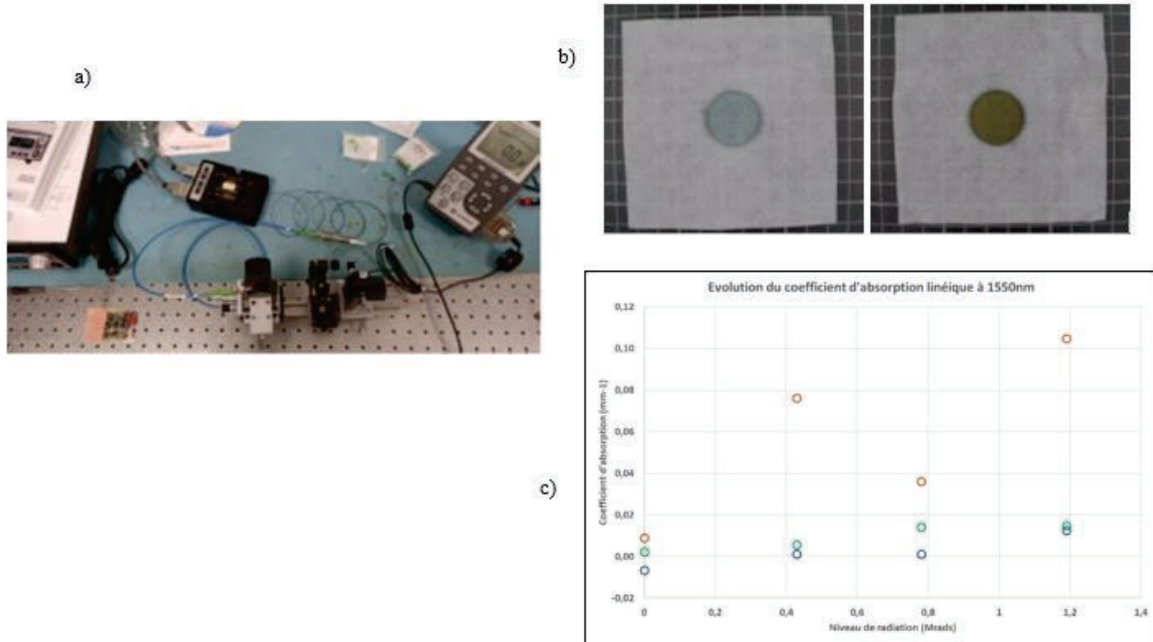 a)
b)
c)
Evolution du coefficient d'absorption linéique à 1550nm
Coefficient d'absorption (mm-1)
0,12
0,10
0,08
0,06
0,04
0,02
0,00
-0,02
0
0,2
0,4
0,6
0,8
1
1,2
1,4
Niveau de radiation (Mrads)